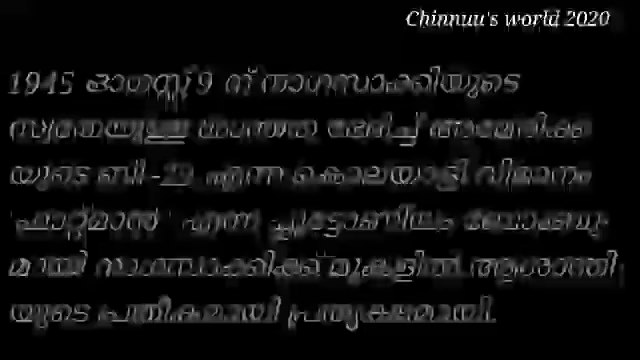 Chinnuu's world 2020
1945 ഓഗസ്റ്റ് 9 ന് നാഗസാക്കിയുടെ
ഭേദിച്ച് അമേരിക്ക
യുടെ ബി -29 എന്ന കൊലയാളി വിമാനം
'ഫാറ്റ്മാൻ' എന്ന പ്ലൂട്ടോണിയം ബോംബു
മായി നാഗസാക്കിക്ക് മുകളിൽ അശാന്തി
യുടെ പ്രതീകമായി പ്രത്യക്ഷമായി.